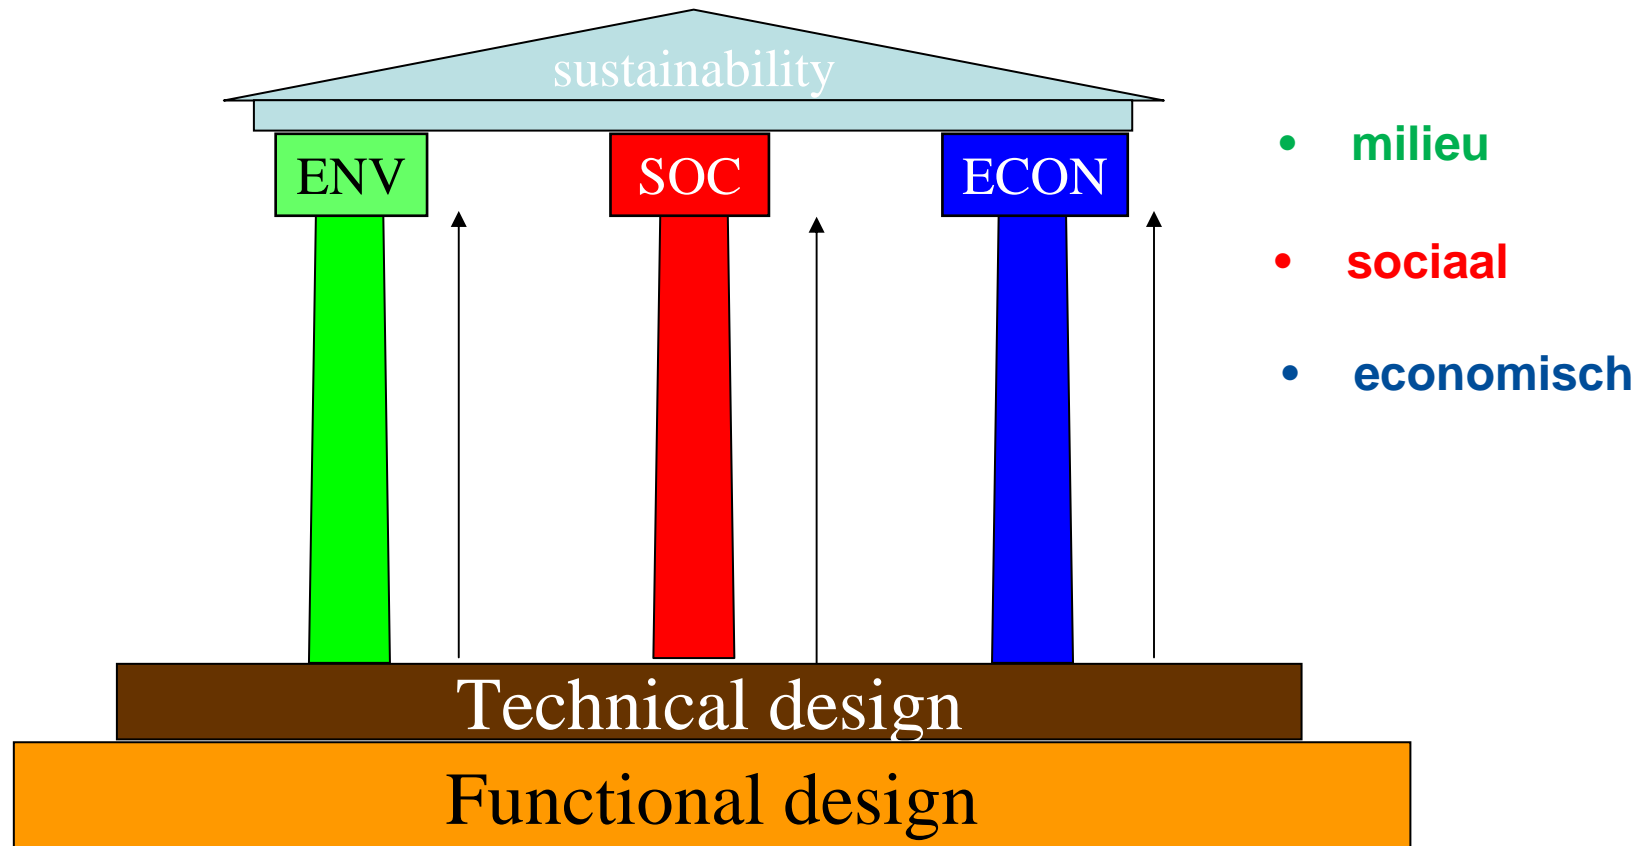 sustainability
ENV
SOC
ECON
Technical design
Functional design
• milieu
• sociaal
• economisch